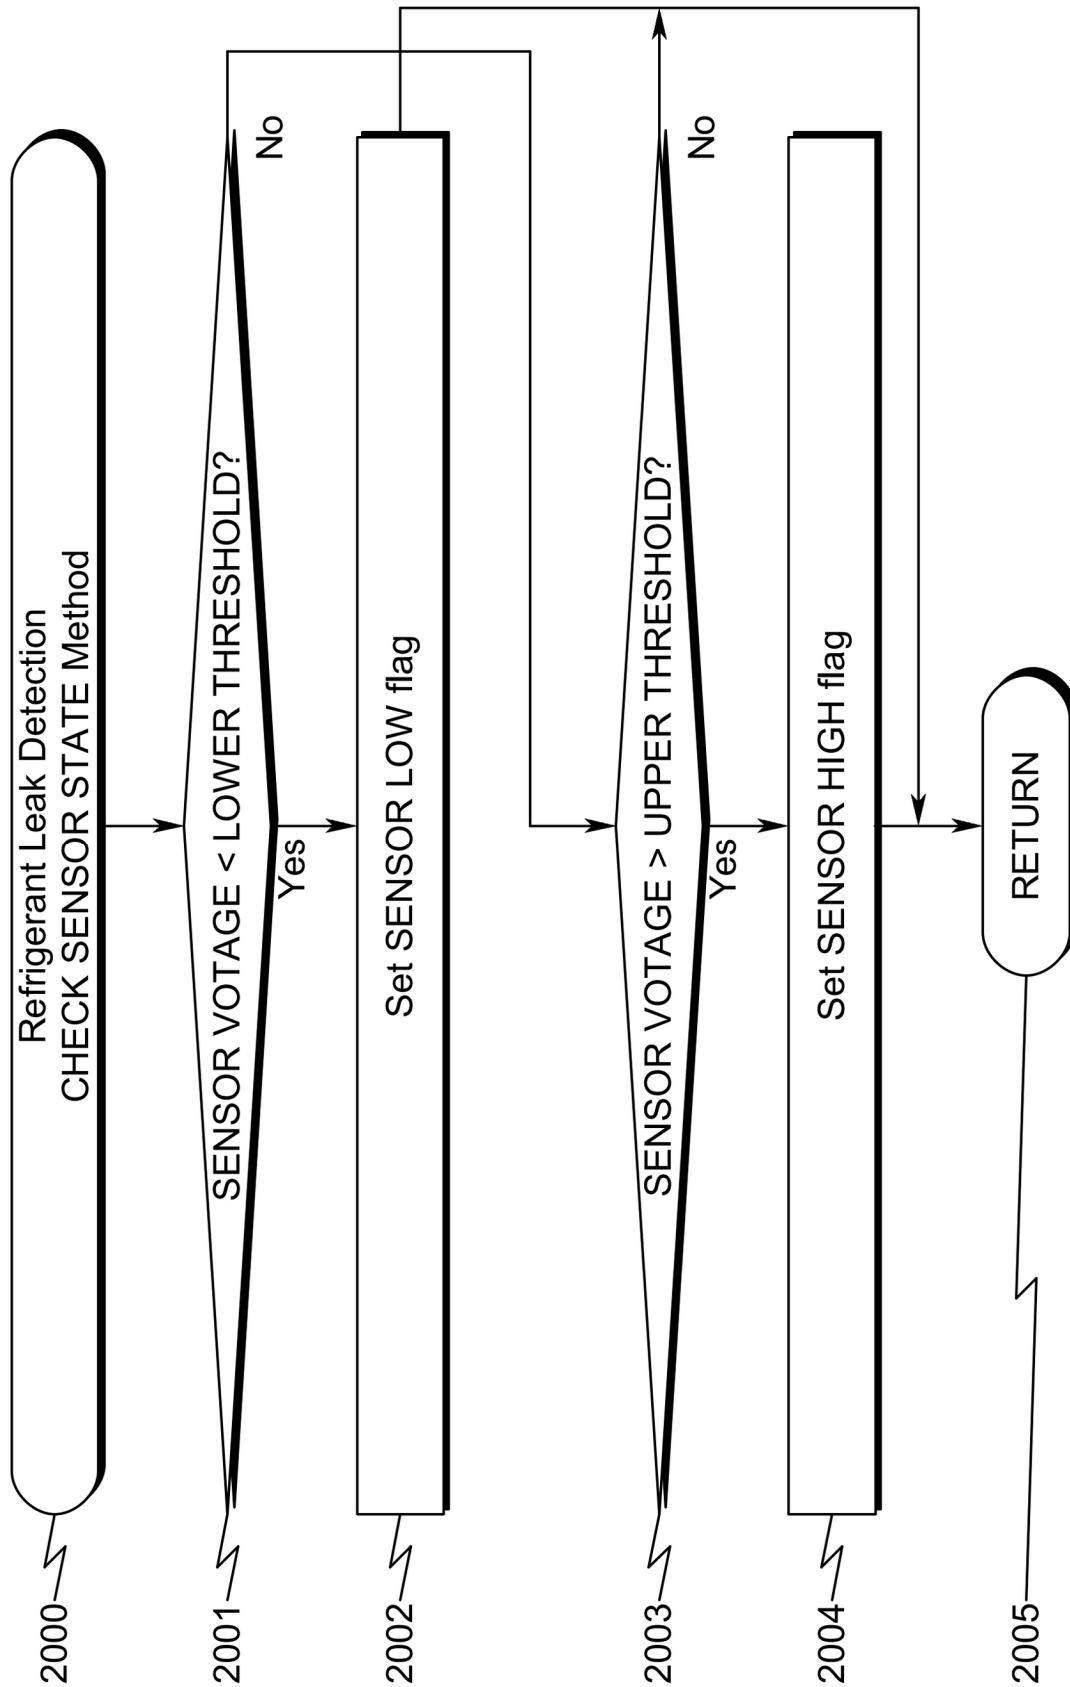 2000
Refrigerant Leak Detection
CHECK SENSOR STATE Method
2001
SENSOR VOTAGE < LOWER THRESHOLD?
No
Yes
2002
Set SENSOR LOW flag
2003
SENSOR VOTAGE > UPPER THRESHOLD?
No
Yes
2004
Set SENSOR HIGH flag
2005
RETURN